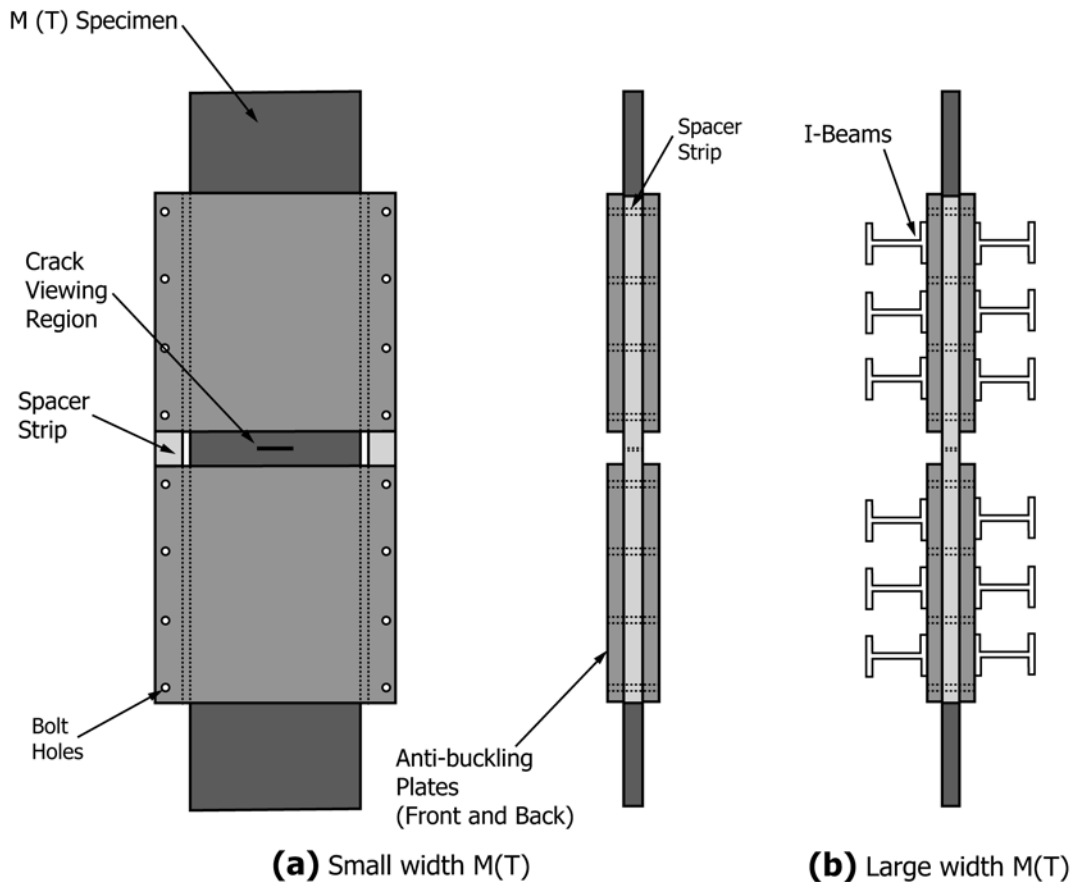 M (T) Specimen
Spacer
Strip
I-Beams
Crack
Viewing
Region
Spacer
Strip
Bolt
Holes
Anti-buckling
Plates
(Front and Back)
(a) Small width M(T)
(b) Large width M(T)